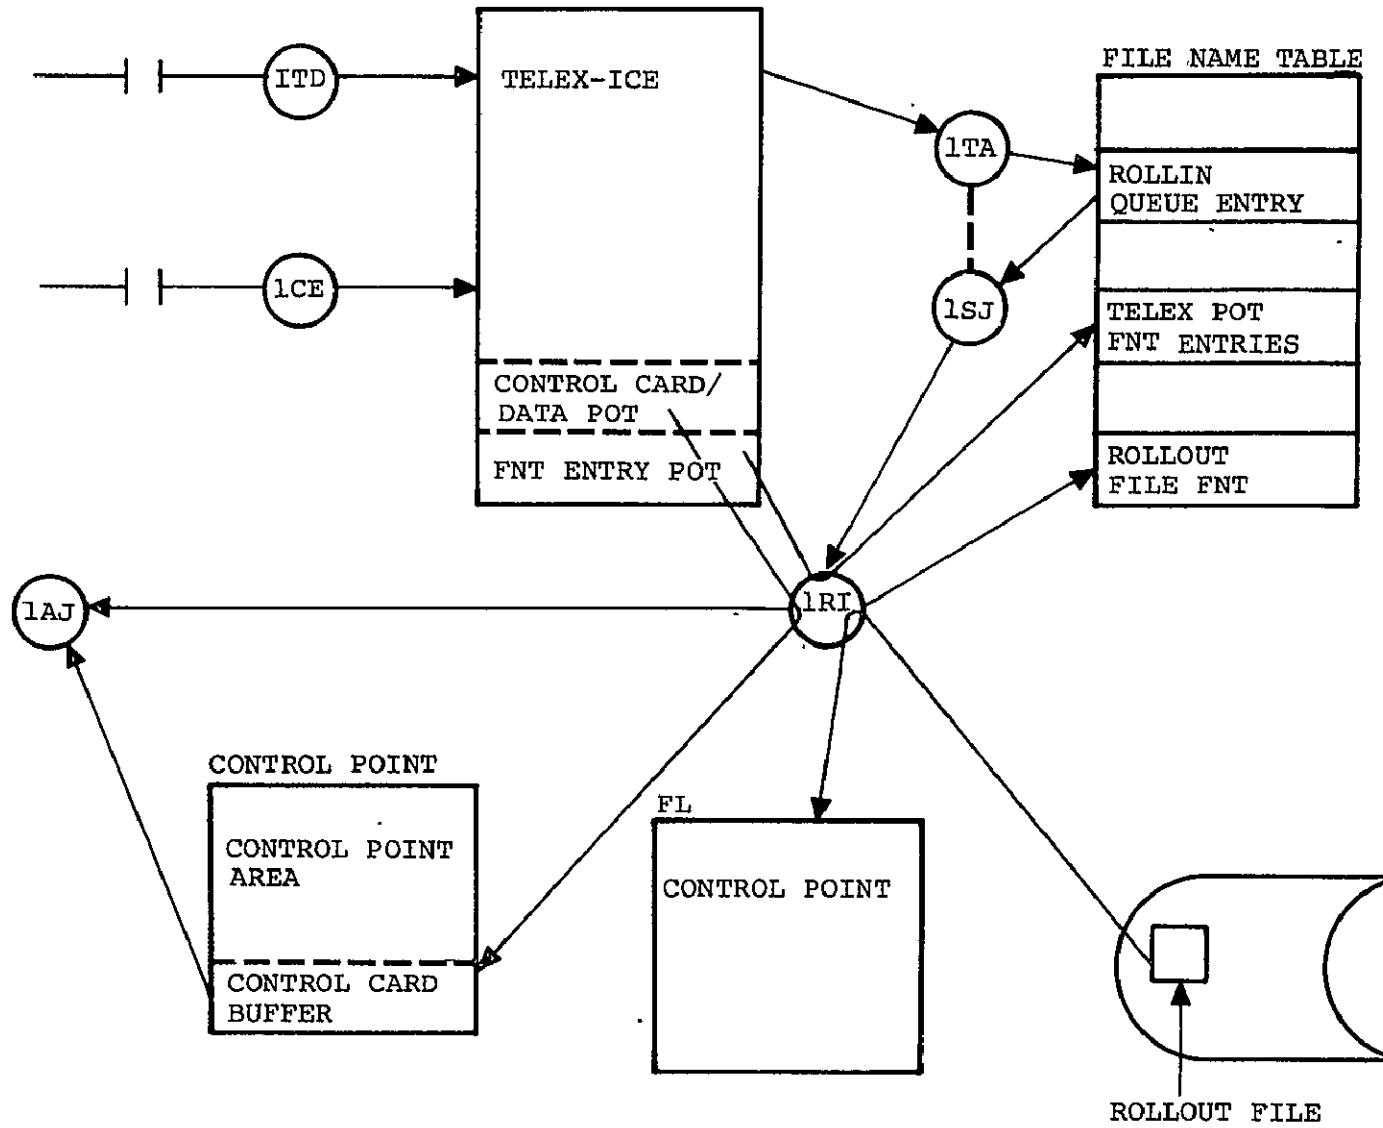 FILE NAME TABLE
ITD
TELEX-ICE
1TA
ROLLIN
QUEUE ENTRY
1CE
1SJ
TELEX POT
FNT ENTRIES
CONTROL CARD/
DATA POT
FNT ENTRY POT
ROLLOUT
FILE FNT
1AJ
1RI
CONTROL POINT
CONTROL POINT
AREA
CONTROL CARD
BUFFER
FL
CONTROL POINT
ROLLOUT FILE